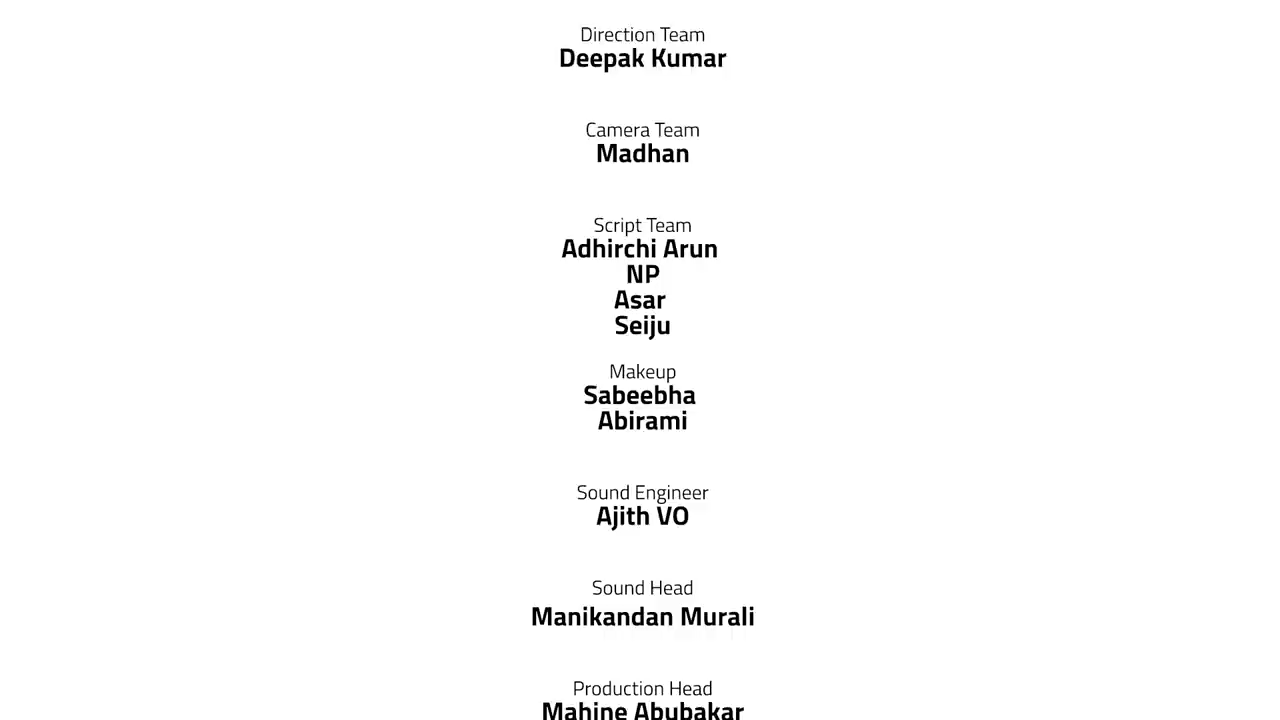 Direction Team
Deepak Kumar
Camera Team
Madhan
Script Team
Adhirchi Arun
NP
Asar
Seiju
Makeup
Sabeebha
Abirami
Sound Engineer
Ajith VO
Sound Head
Manikandan Murali
Production Head
Mahine Abubakar